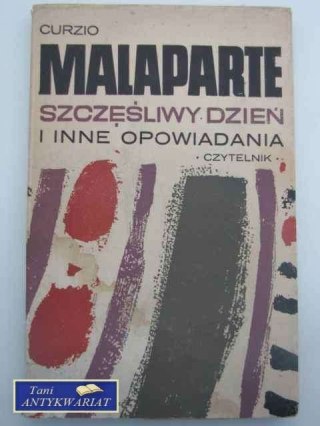 CURZIO
MALAPARTE
SZCZĘŚLIWY DZIEŃ
I INNE OPOWIADANIA
• CZYTELNIK •
Tani
ANTYKWARIAT